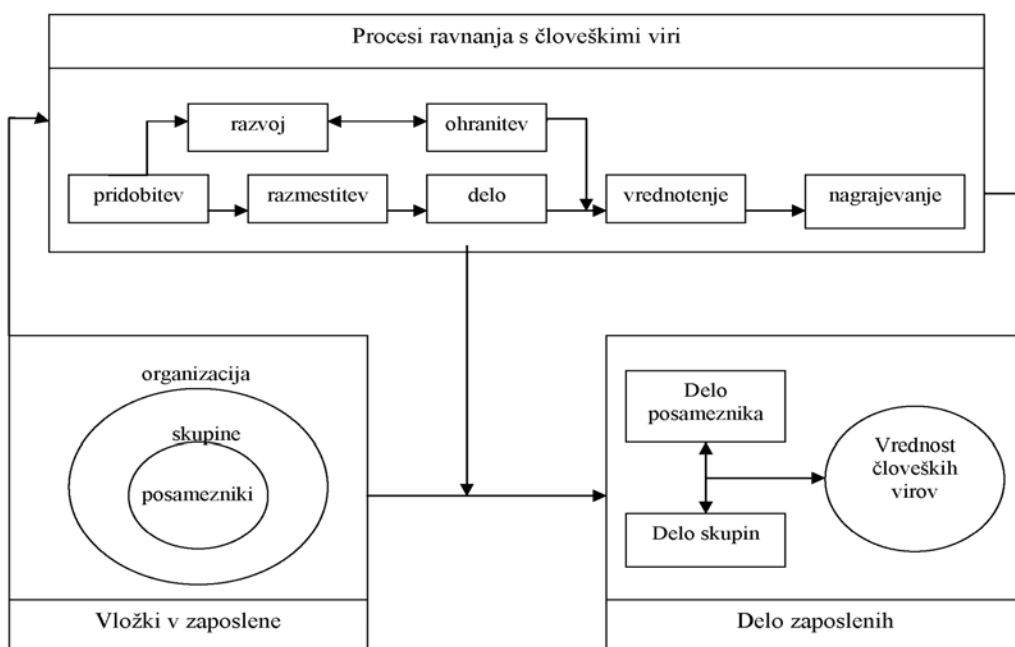 Procesi ravnanja s človeškimi viri
razvoj
ohranitev
pridobitev
razmestitev
delo
vrednotenje
nagrajevanje
organizacija
skupine
posamezniki
Vložki v zaposlene
Delo
posameznika
Delo skupin
Vrednost
človeških
virov
Delo zaposlenih